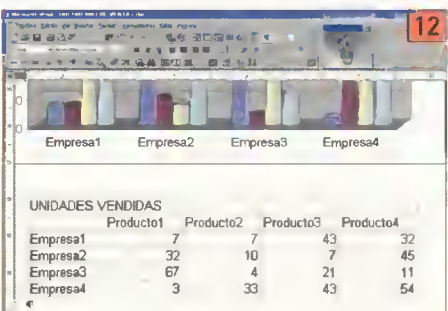 12
Empresa1 Empresa2 Empresa3 Empresa4
UNIDADES VENDIDAS
Producto1 Producto2 Producto3 Producto4
Empresa1 7 7 43 32
Empresa2 32 10 7 45
Empresa3 67 4 21 11
Empresa4 3 33 43 54
¶